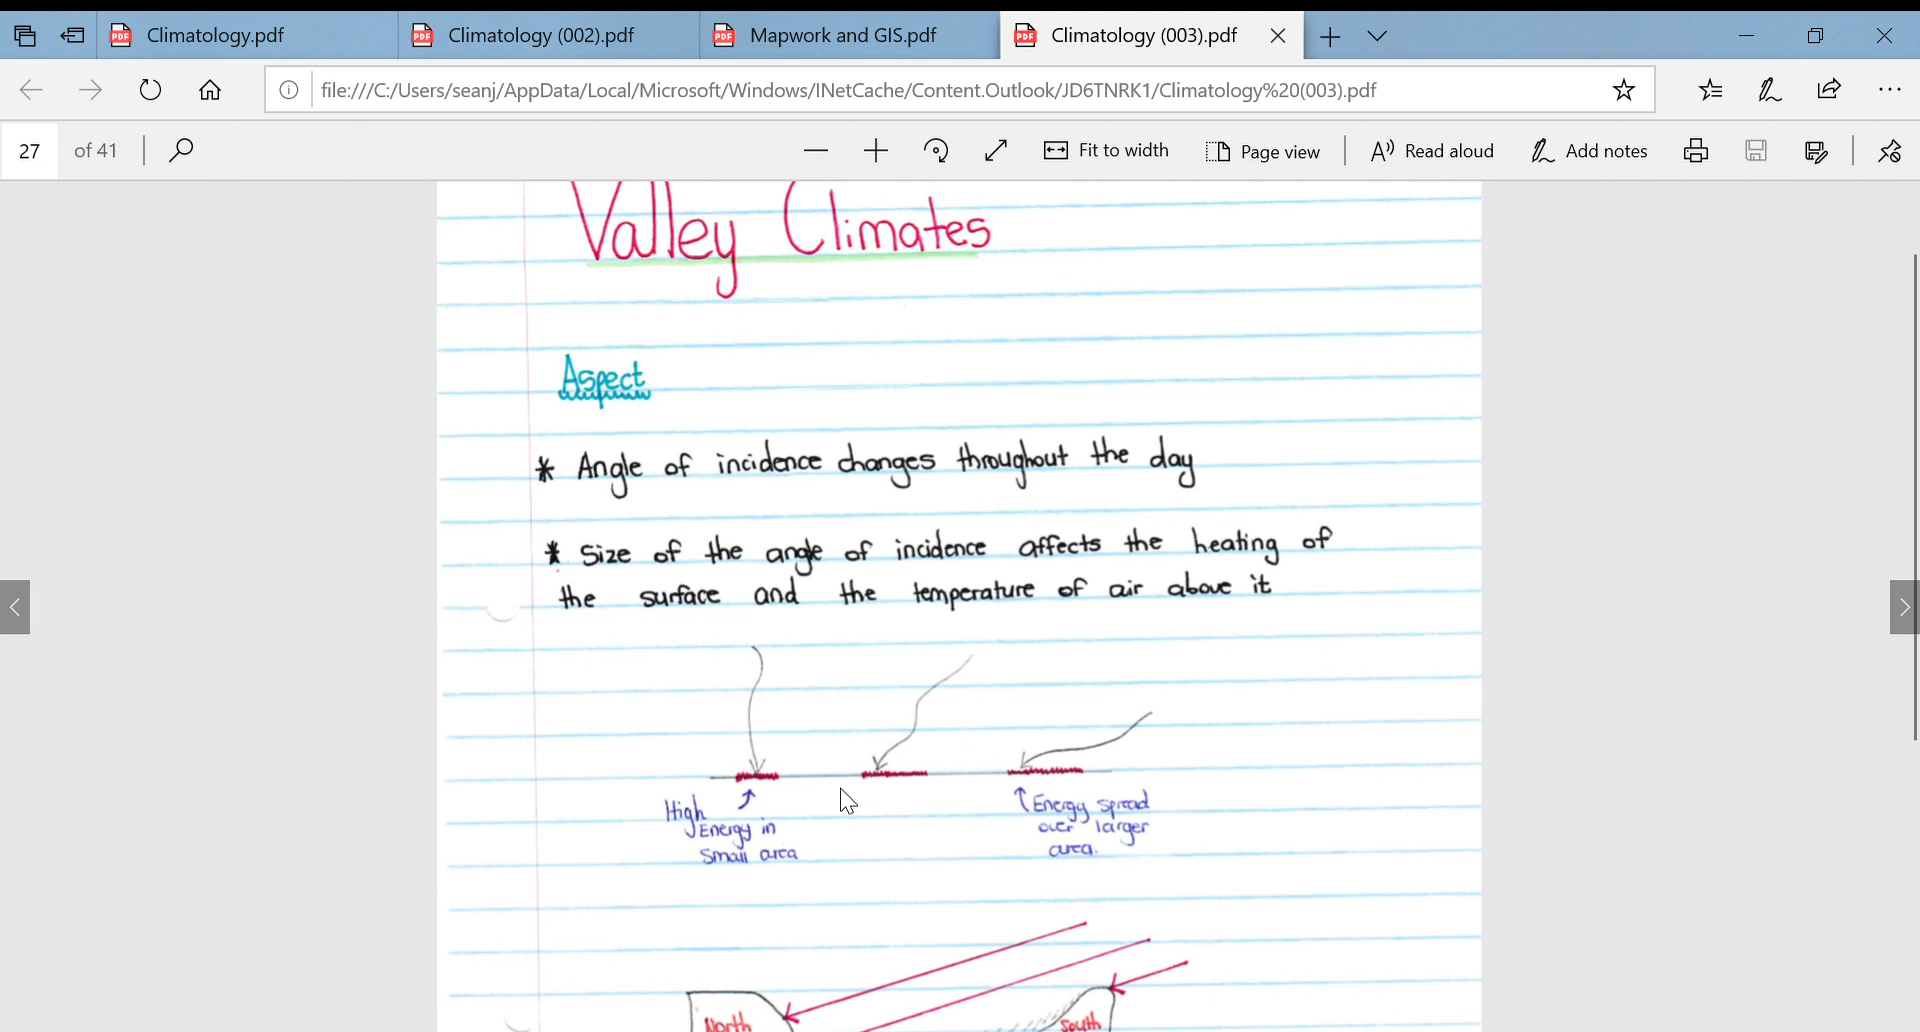 Climatology.pdf
Climatology (002).pdf
Mapwork and GIS.pdf
Climatology (003).pdf
file:///C:/Users/seanj/AppData/Local/Microsoft/Windows/INetCache/Content.Outlook/JD6TNRK1/Climatology%20(003).pdf
27 of 41
Fit to width
Page view
Read aloud
Add notes
Valley Climates
Aspect
* Angle of incidence changes throughout the day
* Size of the angle of incidence affects the heating of
the surface and the temperature of air above it
High
Energy in
Small area
Energy spread
over larger
area.
North
South